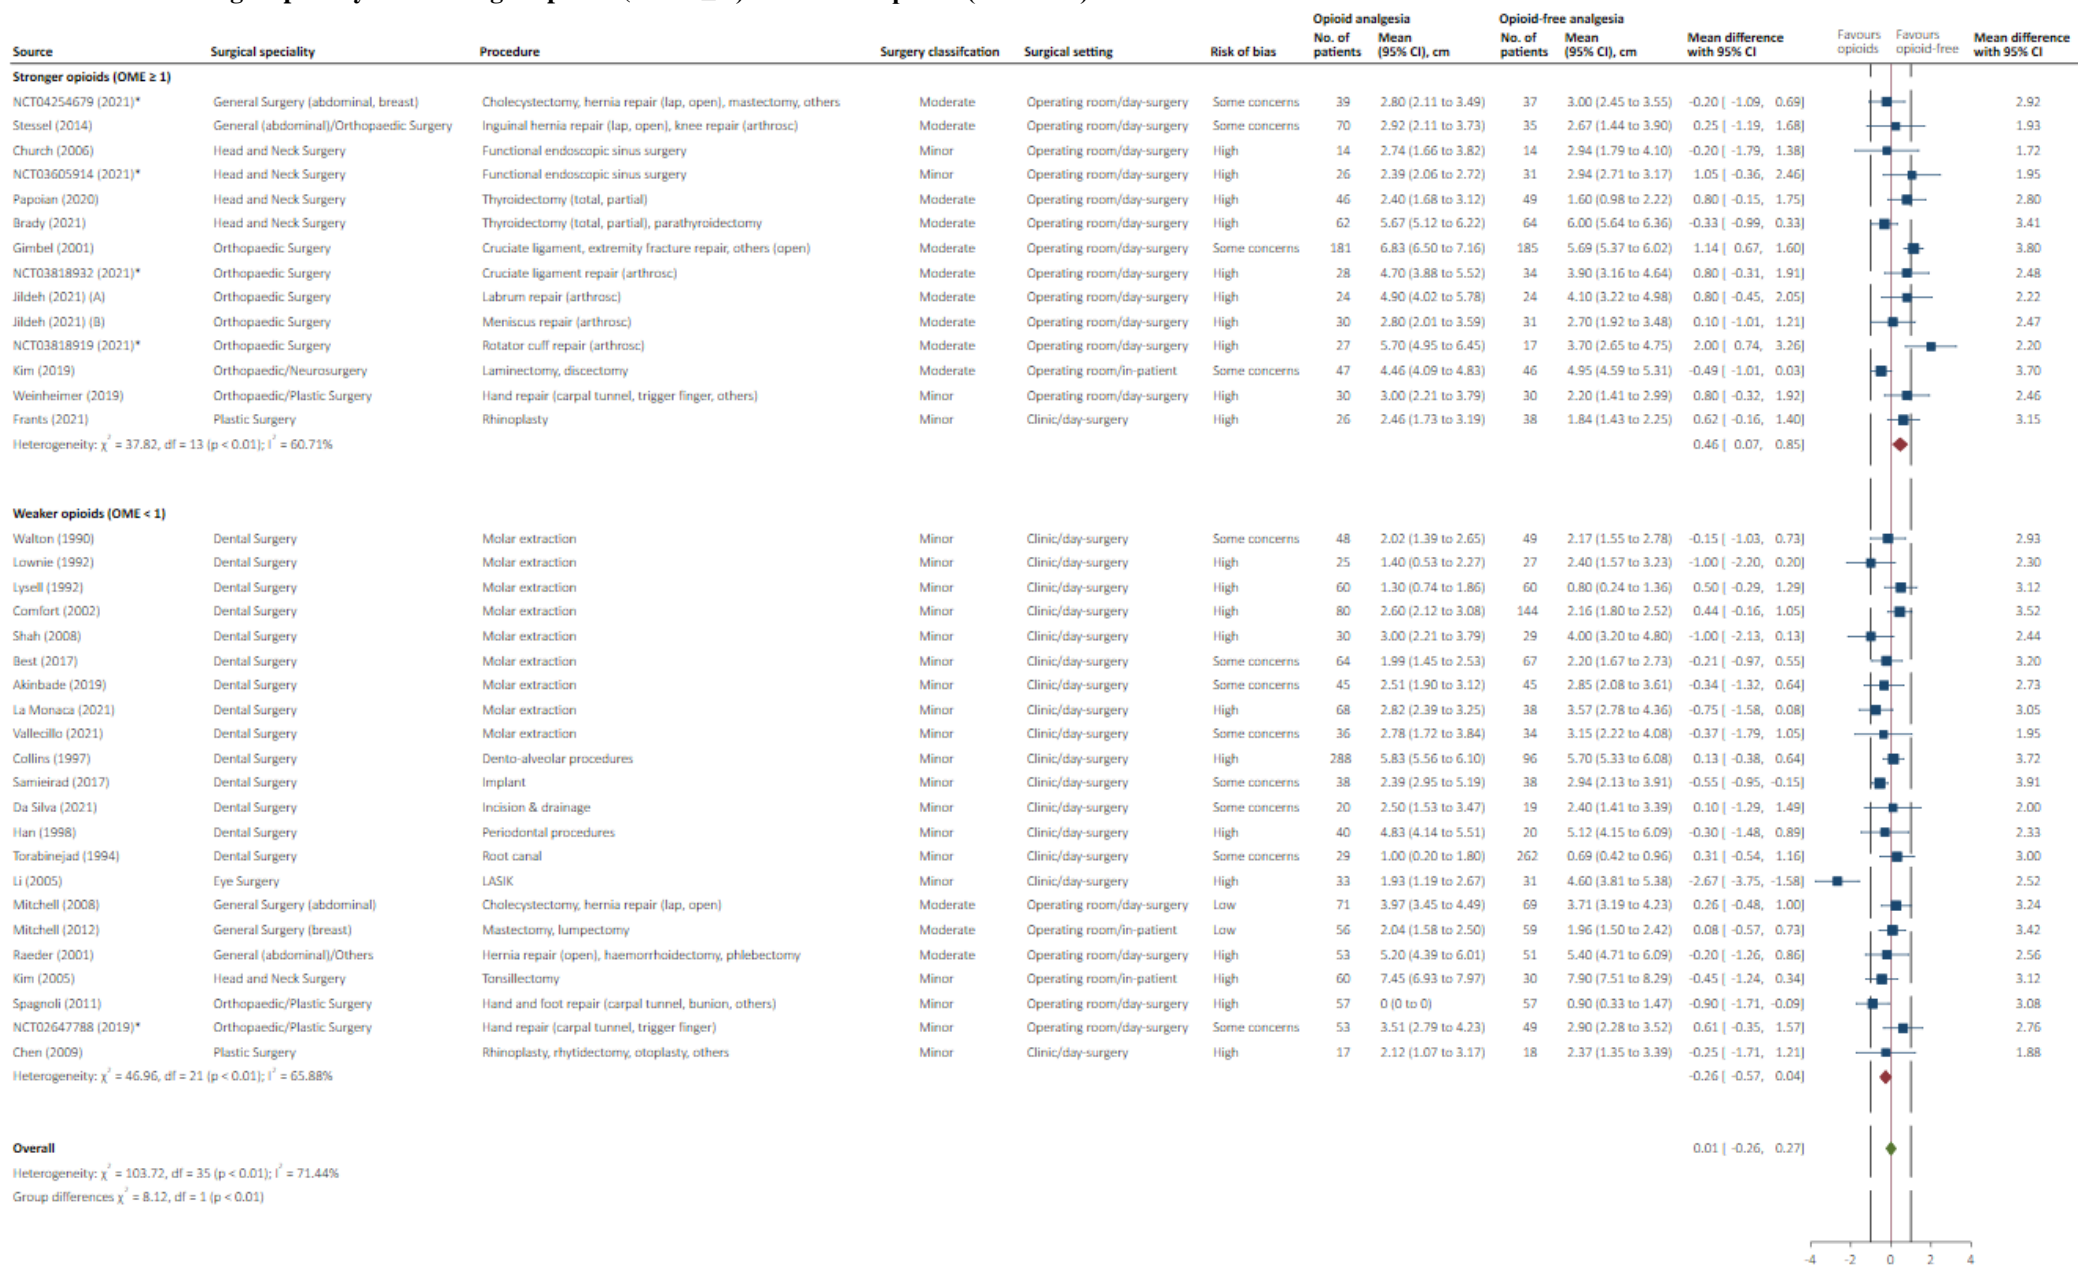 Opioid analgesia Opioid-free analgesia
Source Surgical speciality Procedure Surgery classifcation Surgical setting Risk of bias No. of patients Mean (95% CI), cm No. of patients Mean (95% CI), cm Mean difference with 95% CI Favours opioids Favours opioid-free Mean difference with 95% CI
Stronger opioids (OME ≥ 1)
NCT04254679 (2021)* General Surgery (abdominal, breast) Cholecystectomy, hernia repair (lap, open), mastectomy, others Moderate Operating room/day-surgery Some concerns 39 2.80 (2.11 to 3.49) 37 3.00 (2.45 to 3.55) -0.20 [ -1.09, 0.69] 2.92
Stessel (2014) General (abdominal)/Orthopaedic Surgery Inguinal hernia repair (lap, open), knee repair (arthrosc) Moderate Operating room/day-surgery Some concerns 70 2.92 (2.11 to 3.73) 35 2.67 (1.44 to 3.90) 0.25 [ -1.19, 1.68] 1.93
Church (2006) Head and Neck Surgery Functional endoscopic sinus surgery Minor Operating room/day-surgery High 14 2.74 (1.66 to 3.82) 14 2.94 (1.79 to 4.10) -0.20 [ -1.79, 1.38] 1.72
NCT03605914 (2021)* Head and Neck Surgery Functional endoscopic sinus surgery Minor Operating room/day-surgery High 26 2.39 (2.06 to 2.72) 31 2.94 (2.71 to 3.17) 1.05 [ -0.36, 2.46] 1.95
Papoian (2020) Head and Neck Surgery Thyroidectomy (total, partial) Moderate Operating room/day-surgery High 46 2.40 (1.68 to 3.12) 49 1.60 (0.98 to 2.22) 0.80 [ -0.15, 1.75] 2.80
Brady (2021) Head and Neck Surgery Thyroidectomy (total, partial), parathyroidectomy Moderate Operating room/day-surgery High 62 5.67 (5.12 to 6.22) 64 6.00 (5.64 to 6.36) -0.33 [ -0.99, 0.33] 3.41
Gimbel (2001) Orthopaedic Surgery Cruciate ligament, extremity fracture repair, others (open) Moderate Operating room/day-surgery Some concerns 181 6.83 (6.50 to 7.16) 185 5.69 (5.37 to 6.02) 1.14 [ 0.67, 1.60] 3.80
NCT03818932 (2021)* Orthopaedic Surgery Cruciate ligament repair (arthrosc) Moderate Operating room/day-surgery High 28 4.70 (3.88 to 5.52) 34 3.90 (3.16 to 4.64) 0.80 [ -0.31, 1.91] 2.48
Jildeh (2021) (A) Orthopaedic Surgery Labrum repair (arthrosc) Moderate Operating room/day-surgery High 24 4.90 (4.02 to 5.78) 24 4.10 (3.22 to 4.98) 0.80 [ -0.45, 2.05] 2.22
Jildeh (2021) (B) Orthopaedic Surgery Meniscus repair (arthrosc) Moderate Operating room/day-surgery High 30 2.80 (2.01 to 3.59) 31 2.70 (1.92 to 3.48) 0.10 [ -1.01, 1.21] 2.47
NCT03818919 (2021)* Orthopaedic Surgery Rotator cuff repair (arthrosc) Moderate Operating room/day-surgery High 27 5.70 (4.95 to 6.45) 17 3.70 (2.65 to 4.75) 2.00 [ 0.74, 3.26] 2.20
Kim (2019) Orthopaedic/Neurosurgery Laminectomy, discectomy Moderate Operating room/in-patient Some concerns 47 4.46 (4.09 to 4.83) 46 4.95 (4.59 to 5.31) -0.49 [ -1.01, 0.03] 3.70
Weinheimer (2019) Orthopaedic/Plastic Surgery Hand repair (carpal tunnel, trigger finger, others) Minor Operating room/day-surgery High 30 3.00 (2.21 to 3.79) 30 2.20 (1.41 to 2.99) 0.80 [ -0.32, 1.92] 2.46
Frants (2021) Plastic Surgery Rhinoplasty Minor Clinic/day-surgery High 26 2.46 (1.73 to 3.19) 38 1.84 (1.43 to 2.25) 0.62 [ -0.16, 1.40] 3.15
Heterogeneity: χ² = 37.82, df = 13 (p < 0.01); I² = 60.71% 0.46 [ 0.07, 0.85]
Weaker opioids (OME < 1)
Walton (1990) Dental Surgery Molar extraction Minor Clinic/day-surgery Some concerns 48 2.02 (1.39 to 2.65) 49 2.17 (1.55 to 2.78) -0.15 [ -1.03, 0.73] 2.93
Lownie (1992) Dental Surgery Molar extraction Minor Clinic/day-surgery High 25 1.40 (0.53 to 2.27) 27 2.40 (1.57 to 3.23) -1.00 [ -2.20, 0.20] 2.30
Lysell (1992) Dental Surgery Molar extraction Minor Clinic/day-surgery High 60 1.30 (0.74 to 1.86) 60 0.80 (0.24 to 1.36) 0.50 [ -0.29, 1.29] 3.12
Comfort (2002) Dental Surgery Molar extraction Minor Clinic/day-surgery High 80 2.60 (2.12 to 3.08) 144 2.16 (1.80 to 2.52) 0.44 [ -0.16, 1.05] 3.52
Shah (2008) Dental Surgery Molar extraction Minor Clinic/day-surgery High 30 3.00 (2.21 to 3.79) 29 4.00 (3.20 to 4.80) -1.00 [ -2.13, 0.13] 2.44
Best (2017) Dental Surgery Molar extraction Minor Clinic/day-surgery Some concerns 64 1.99 (1.45 to 2.53) 67 2.20 (1.67 to 2.73) -0.21 [ -0.97, 0.55] 3.20
Akinbade (2019) Dental Surgery Molar extraction Minor Clinic/day-surgery Some concerns 45 2.51 (1.90 to 3.12) 45 2.85 (2.08 to 3.61) -0.34 [ -1.32, 0.64] 2.73
La Monaca (2021) Dental Surgery Molar extraction Minor Clinic/day-surgery High 68 2.82 (2.39 to 3.25) 38 3.57 (2.78 to 4.36) -0.75 [ -1.58, 0.08] 3.05
Vallecillo (2021) Dental Surgery Molar extraction Minor Clinic/day-surgery Some concerns 36 2.78 (1.72 to 3.84) 34 3.15 (2.22 to 4.08) -0.37 [ -1.79, 1.05] 1.95
Collins (1997) Dental Surgery Dento-alveolar procedures Minor Clinic/day-surgery High 288 5.83 (5.56 to 6.10) 96 5.70 (5.33 to 6.08) 0.13 [ -0.38, 0.64] 3.72
Samieirad (2017) Dental Surgery Implant Minor Clinic/day-surgery Some concerns 38 2.39 (2.95 to 5.19) 38 2.94 (2.13 to 3.91) -0.55 [ -0.95, -0.15] 3.91
Da Silva (2021) Dental Surgery Incision & drainage Minor Clinic/day-surgery Some concerns 20 2.50 (1.53 to 3.47) 19 2.40 (1.41 to 3.39) 0.10 [ -1.29, 1.49] 2.00
Han (1998) Dental Surgery Periodontal procedures Minor Clinic/day-surgery High 40 4.83 (4.14 to 5.51) 20 5.12 (4.15 to 6.09) -0.30 [ -1.48, 0.89] 2.33
Torabinejad (1994) Dental Surgery Root canal Minor Clinic/day-surgery Some concerns 29 1.00 (0.20 to 1.80) 262 0.69 (0.42 to 0.96) 0.31 [ -0.54, 1.16] 3.00
Li (2005) Eye Surgery LASIK Minor Clinic/day-surgery High 33 1.93 (1.19 to 2.67) 31 4.60 (3.81 to 5.38) -2.67 [ -3.75, -1.58] 2.52
Mitchell (2008) General Surgery (abdominal) Cholecystectomy, hernia repair (lap, open) Moderate Operating room/day-surgery Low 71 3.97 (3.45 to 4.49) 69 3.71 (3.19 to 4.23) 0.26 [ -0.48, 1.00] 3.24
Mitchell (2012) General Surgery (breast) Mastectomy, lumpectomy Moderate Operating room/in-patient Low 56 2.04 (1.58 to 2.50) 59 1.96 (1.50 to 2.42) 0.08 [ -0.57, 0.73] 3.42
Raeder (2001) General (abdominal)/Others Hernia repair (open), haemorrhoidectomy, phlebectomy Moderate Operating room/day-surgery High 53 5.20 (4.39 to 6.01) 51 5.40 (4.71 to 6.09) -0.20 [ -1.26, 0.86] 2.56
Kim (2005) Head and Neck Surgery Tonsillectomy Minor Operating room/in-patient High 60 7.45 (6.93 to 7.97) 30 7.90 (7.51 to 8.29) -0.45 [ -1.24, 0.34] 3.12
Spagnoli (2011) Orthopaedic/Plastic Surgery Hand and foot repair (carpal tunnel, bunion, others) Minor Operating room/day-surgery High 57 0 (0 to 0) 57 0.90 (0.33 to 1.47) -0.90 [ -1.71, -0.09] 3.08
NCT02647788 (2019)* Orthopaedic/Plastic Surgery Hand repair (carpal tunnel, trigger finger) Minor Operating room/day-surgery Some concerns 53 3.51 (2.79 to 4.23) 49 2.90 (2.28 to 3.52) 0.61 [ -0.35, 1.57] 2.76
Chen (2009) Plastic Surgery Rhinoplasty, rhytidectomy, otoplasty, others Minor Clinic/day-surgery High 17 2.12 (1.07 to 3.17) 18 2.37 (1.35 to 3.39) -0.25 [ -1.71, 1.21] 1.88
Heterogeneity: χ² = 46.96, df = 21 (p < 0.01); I² = 65.88% -0.26 [ -0.57, 0.04]
Overall 0.01 [ -0.26, 0.27]
Heterogeneity: χ² = 103.72, df = 35 (p < 0.01); I² = 71.44%
Group differences χ² = 8.12, df = 1 (p < 0.01)
-4 -2 0 2 4